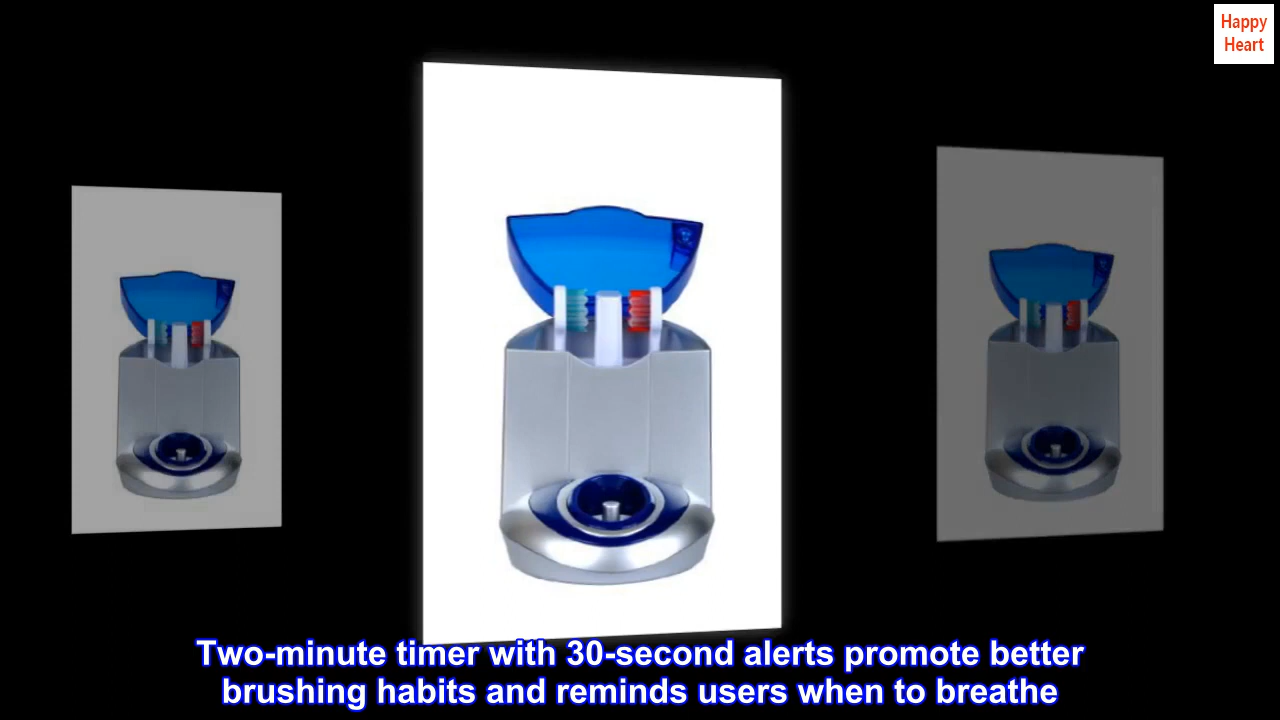 Happy
Heart
Two-minute timer with 30-second alerts promote better
brushing habits and reminds users when to breathe